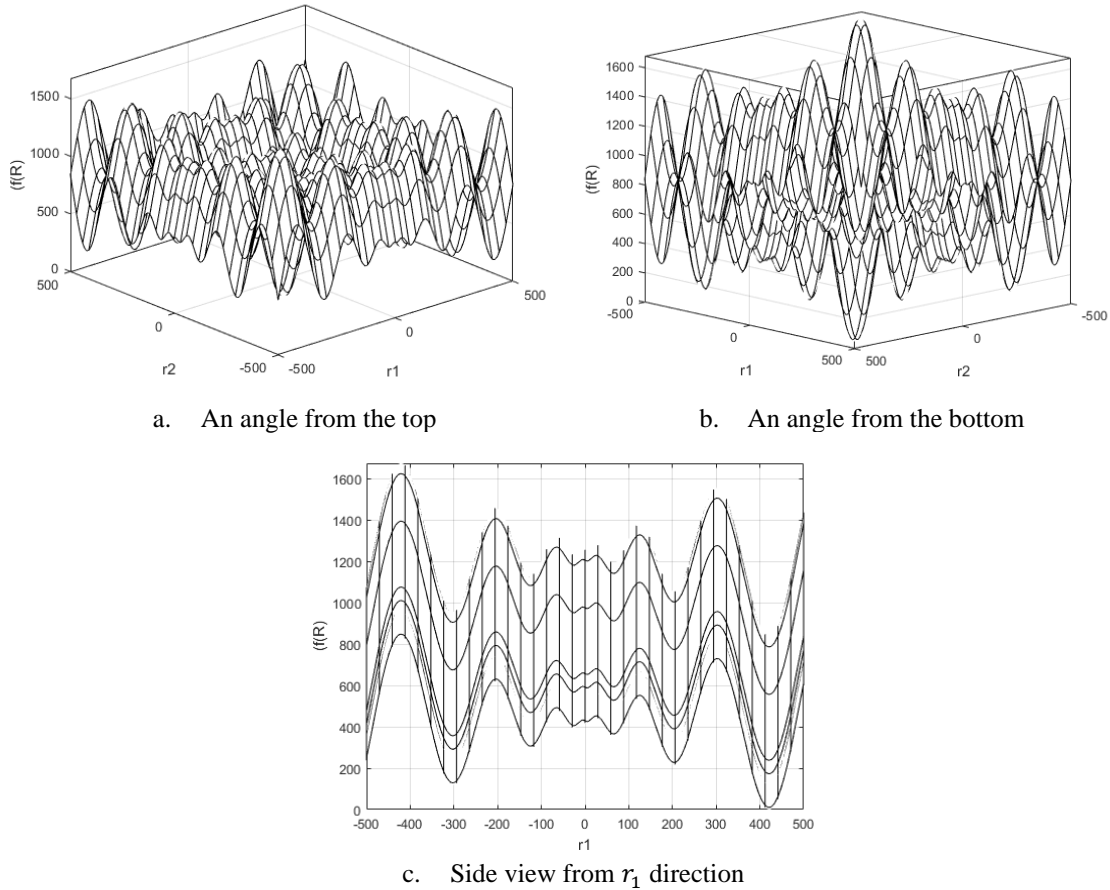 1500
1000
500
0
(f(R)
500
0
-500
r2
-500
0
500
r1
1600
1400
1200
1000
800
600
400
200
0
(f(R)
-500
0
500
r1
500
0
-500
r2
a. An angle from the top
b. An angle from the bottom
1600
1400
1200
1000
800
600
400
200
0
(f(R)
-500 -400 -300 -200 -100 0 100 200 300 400 500
r1
c. Side view from r₁ direction